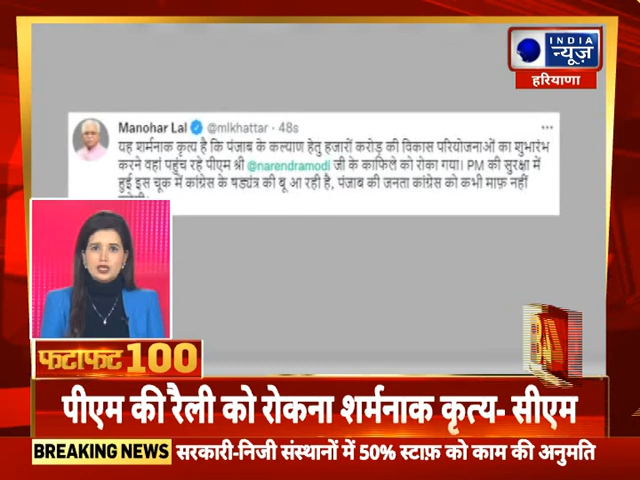 INDIA
न्यूज़
हरियाणा
Manohar Lal @mlkhattar · 48s
यह शर्मनाक कृत्य है कि पंजाब के कल्याण हेतु हजारों करोड़ की विकास परियोजनाओं का शुभारंभ
करने वहां पहुंच रहे पीएम श्री @narendramodi जी के काफिले को रोका गया। PM की सुरक्षा में
हुई इस चूक में कांग्रेस के षड्यंत्र की बू आ रही है, पंजाब की जनता कांग्रेस को कभी माफ़ नहीं
फटाफट 100
पीएम की रैली को रोकना शर्मनाक कृत्य- सीएम
BREAKING NEWS सरकारी-निजी संस्थानों में 50% स्टाफ़ को काम की अनुमति